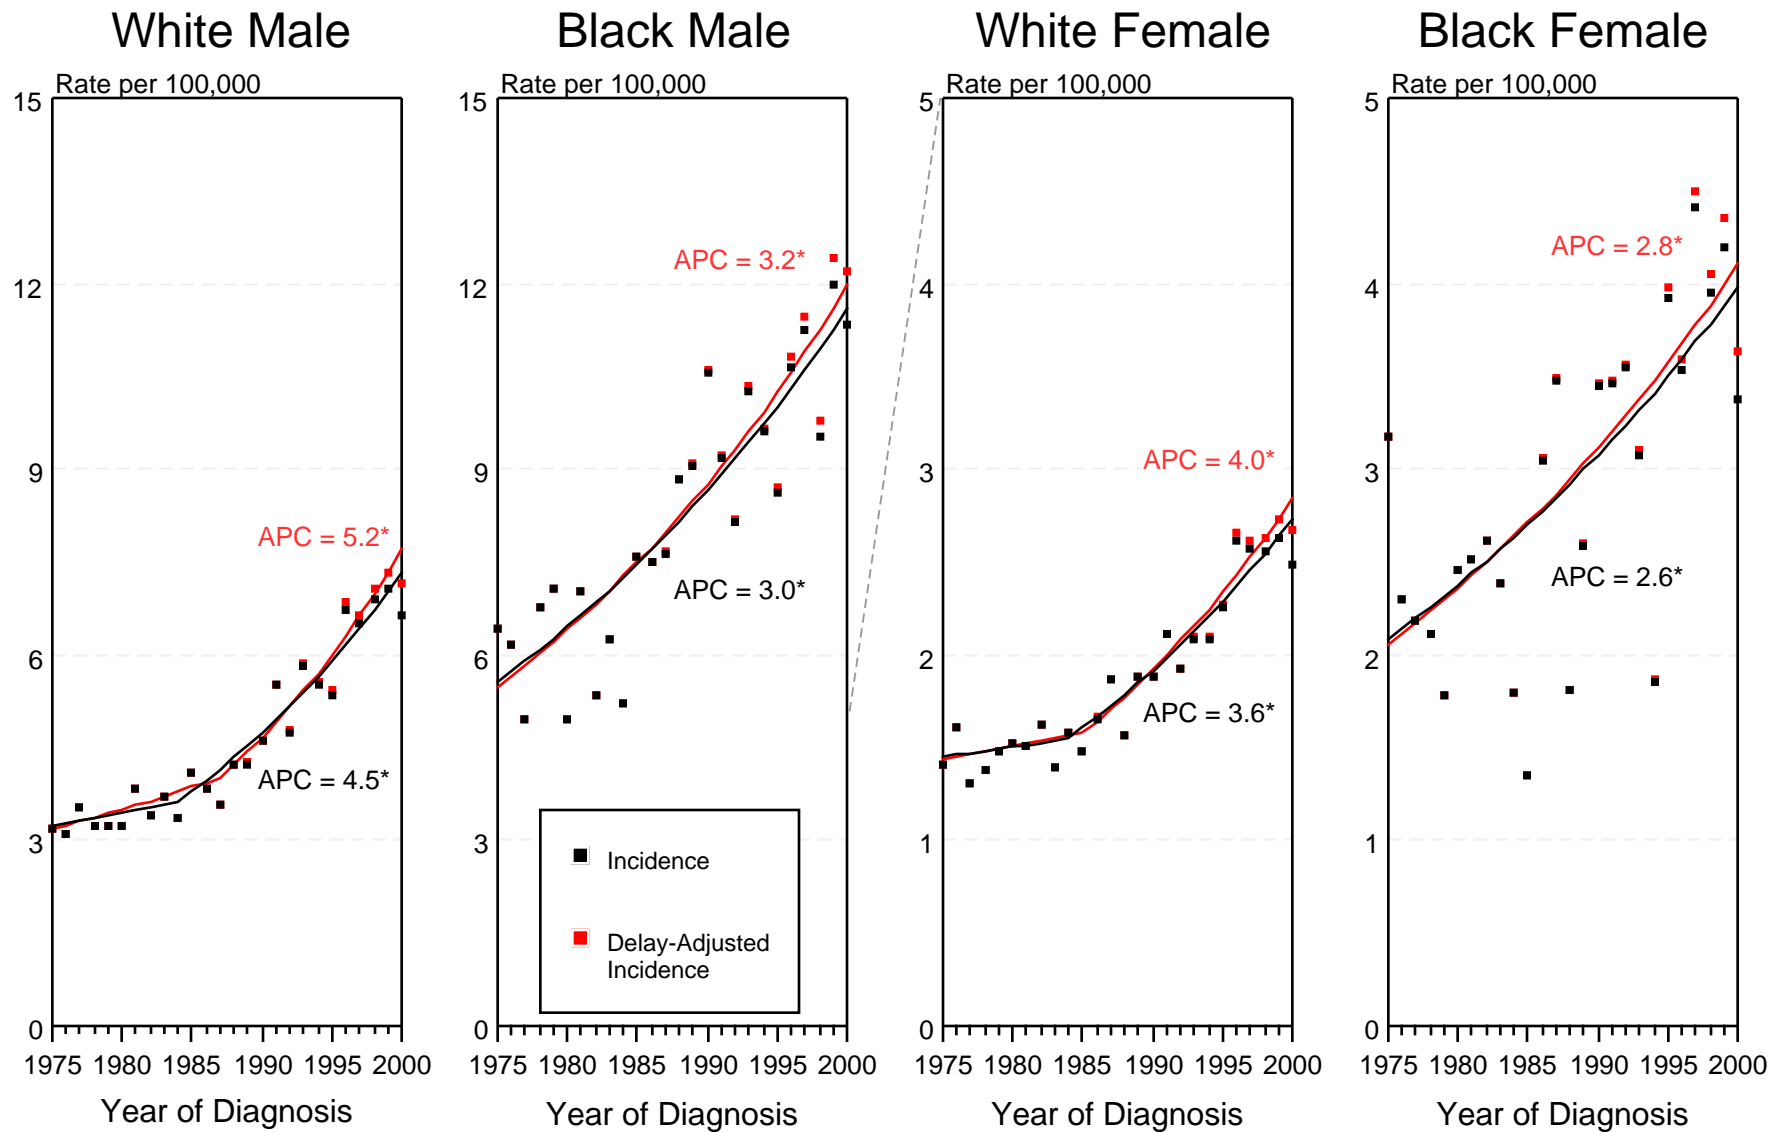 White Male
Black Male
White Female
Black Female
Rate per 100,000
Rate per 100,000
Rate per 100,000
Rate per 100,000
15
12
9
6
3
0
APC = 5.2*
APC = 4.5*
1975 1980 1985 1990 1995 2000
Year of Diagnosis
15
12
9
6
3
0
APC = 3.2*
APC = 3.0*
Incidence
Delay-Adjusted
Incidence
1975 1980 1985 1990 1995 2000
Year of Diagnosis
5
4
3
2
1
0
APC = 4.0*
APC = 3.6*
1975 1980 1985 1990 1995 2000
Year of Diagnosis
5
4
3
2
1
0
APC = 2.8*
APC = 2.6*
1975 1980 1985 1990 1995 2000
Year of Diagnosis